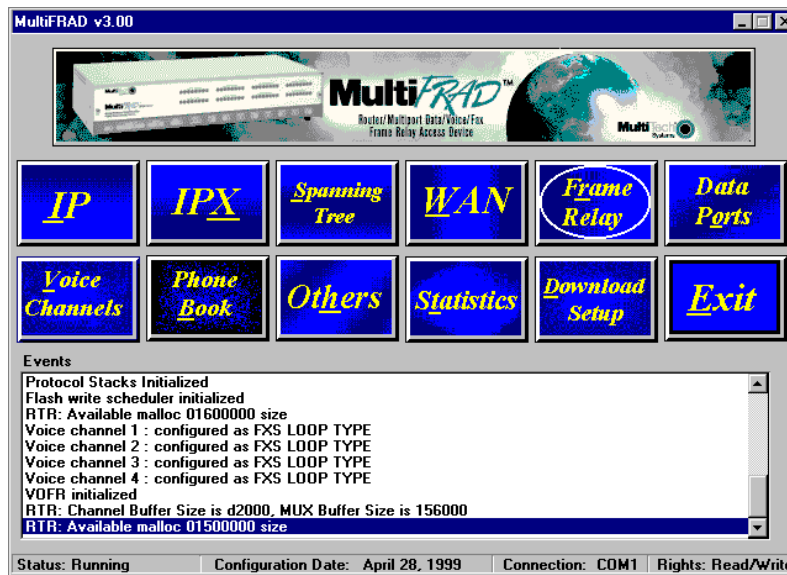 MultiFRAD v3.00
MultiFRAD™
Router/Multiport Data/Voice/Fax
Frame Relay Access Device
MultiTech
Systems
IP
IPX
Spanning
Tree
WAN
Frame
Relay
Data
Ports
Voice
Channels
Phone
Book
Others
Statistics
Download
Setup
Exit
Events
Protocol Stacks Initialized
Flash write scheduler initialized
RTR: Available malloc 01600000 size
Voice channel 1 : configured as FXS LOOP TYPE
Voice channel 2 : configured as FXS LOOP TYPE
Voice channel 3 : configured as FXS LOOP TYPE
Voice channel 4 : configured as FXS LOOP TYPE
VOFR initialized
RTR: Channel Buffer Size is d2000, MUX Buffer Size is 156000
RTR: Available malloc 01500000 size
Status: Running Configuration Date: April 28, 1999 Connection: COM1 Rights: Read/Write